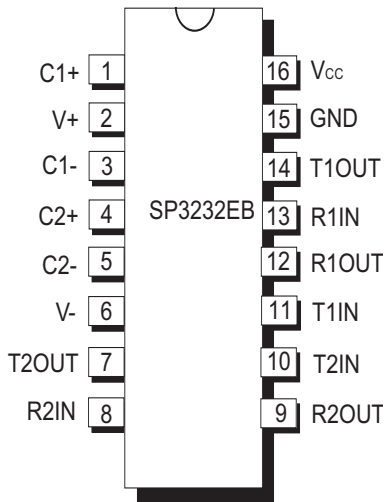 C1+ 1 16 Vcc
V+ 2 15 GND
C1- 3 14 T1OUT
C2+ 4 SP3232EB 13 R1IN
C2- 5 12 R1OUT
V- 6 11 T1IN
T2OUT 7 10 T2IN
R2IN 8 9 R2OUT